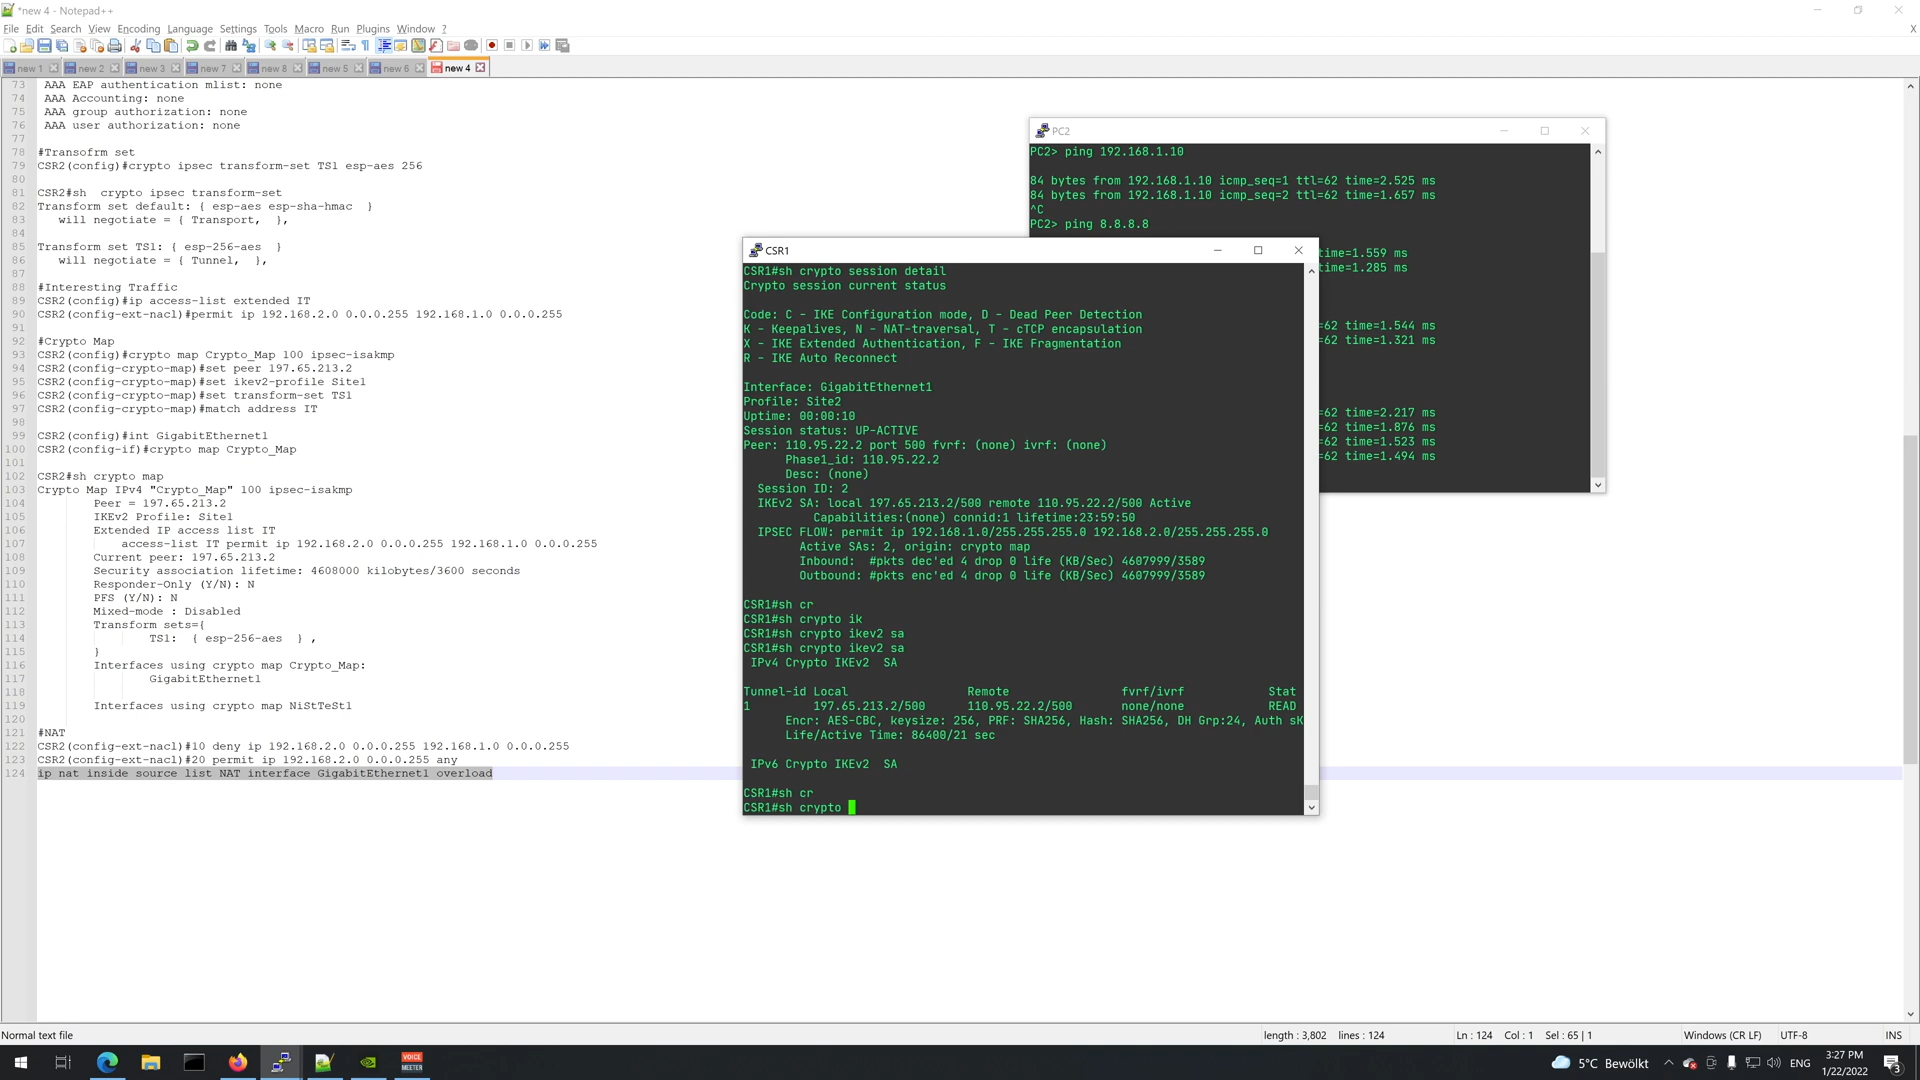 *new 4 - Notepad++
File Edit Search View Encoding Language Settings Tools Macro Run Plugins Window ? X
new 1 new 2 new 3 new 7 new 8 new 5 new 6 new 4
73 AAA EAP authentication mlist: none
74 AAA Accounting: none
75 AAA group authorization: none
76 AAA user authorization: none
77
78 #Transofrm set
79 CSR2(config)#crypto ipsec transform-set TS1 esp-aes 256
80
81 CSR2#sh  crypto ipsec transform-set
82 Transform set default: { esp-aes esp-sha-hmac  }
83    will negotiate = { Transport,  },
84
85 Transform set TS1: { esp-256-aes  }
86    will negotiate = { Tunnel,  },
87
88 #Interesting Traffic
89 CSR2(config)#ip access-list extended IT
90 CSR2(config-ext-nacl)#permit ip 192.168.2.0 0.0.0.255 192.168.1.0 0.0.0.255
91
92 #Crypto Map
93 CSR2(config)#crypto map Crypto_Map 100 ipsec-isakmp
94 CSR2(config-crypto-map)#set peer 197.65.213.2
95 CSR2(config-crypto-map)#set ikev2-profile Site1
96 CSR2(config-crypto-map)#set transform-set TS1
97 CSR2(config-crypto-map)#match address IT
98
99 CSR2(config)#int GigabitEthernet1
100 CSR2(config-if)#crypto map Crypto_Map
101
102 CSR2#sh crypto map
103 Crypto Map IPv4 "Crypto_Map" 100 ipsec-isakmp
104 Peer = 197.65.213.2
105 IKEv2 Profile: Site1
106 Extended IP access list IT
107 access-list IT permit ip 192.168.2.0 0.0.0.255 192.168.1.0 0.0.0.255
108 Current peer: 197.65.213.2
109 Security association lifetime: 4608000 kilobytes/3600 seconds
110 Responder-Only (Y/N): N
111 PFS (Y/N): N
112 Mixed-mode : Disabled
113 Transform sets={
114 TS1:  { esp-256-aes  } ,
115 }
116 Interfaces using crypto map Crypto_Map:
117 GigabitEthernet1
118
119 Interfaces using crypto map NiStTeSt1
120
121 #NAT
122 CSR2(config-ext-nacl)#10 deny ip 192.168.2.0 0.0.0.255 192.168.1.0 0.0.0.255
123 CSR2(config-ext-nacl)#20 permit ip 192.168.2.0 0.0.0.255 any
124 ip nat inside source list NAT interface GigabitEthernet1 overload
PC2
PC2> ping 192.168.1.10
84 bytes from 192.168.1.10 icmp_seq=1 ttl=62 time=2.525 ms
84 bytes from 192.168.1.10 icmp_seq=2 ttl=62 time=1.657 ms
^C
PC2> ping 8.8.8.8
time=1.559 ms
time=1.285 ms
=62 time=1.544 ms
=62 time=1.321 ms
=62 time=2.217 ms
=62 time=1.876 ms
=62 time=1.523 ms
=62 time=1.494 ms
CSR1
CSR1#sh crypto session detail
Crypto session current status
Code: C - IKE Configuration mode, D - Dead Peer Detection
K - Keepalives, N - NAT-traversal, T - cTCP encapsulation
X - IKE Extended Authentication, F - IKE Fragmentation
R - IKE Auto Reconnect
Interface: GigabitEthernet1
Profile: Site2
Uptime: 00:00:10
Session status: UP-ACTIVE
Peer: 110.95.22.2 port 500 fvrf: (none) ivrf: (none)
Phase1_id: 110.95.22.2
Desc: (none)
Session ID: 2
IKEv2 SA: local 197.65.213.2/500 remote 110.95.22.2/500 Active
Capabilities:(none) connid:1 lifetime:23:59:50
IPSEC FLOW: permit ip 192.168.1.0/255.255.255.0 192.168.2.0/255.255.255.0
Active SAs: 2, origin: crypto map
Inbound:  #pkts dec'ed 4 drop 0 life (KB/Sec) 4607999/3589
Outbound: #pkts enc'ed 4 drop 0 life (KB/Sec) 4607999/3589
CSR1#sh cr
CSR1#sh crypto ik
CSR1#sh crypto ikev2 sa
CSR1#sh crypto ikev2 sa
IPv4 Crypto IKEv2  SA
Tunnel-id Local Remote fvrf/ivrf Stat
1 197.65.213.2/500 110.95.22.2/500 none/none READ
Encr: AES-CBC, keysize: 256, PRF: SHA256, Hash: SHA256, DH Grp:24, Auth sK
Life/Active Time: 86400/21 sec
IPv6 Crypto IKEv2  SA
CSR1#sh cr
CSR1#sh crypto
Normal text file length : 3,802 lines : 124 Ln : 124 Col : 1 Sel : 65 | 1 Windows (CR LF) UTF-8 INS
VOICE MEETER
5°C Bewölkt ENG
3:27 PM
1/22/2022
3